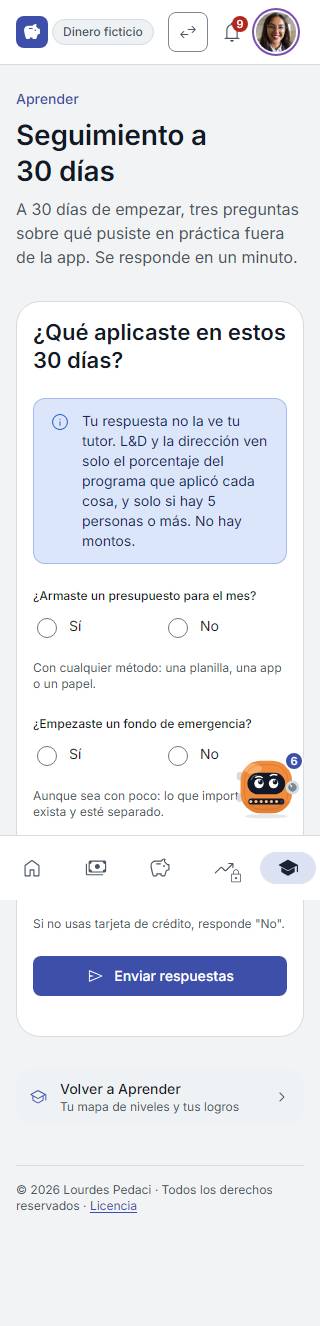 Dinero ficticio
9
Aprender
Seguimiento a
30 días
A 30 días de empezar, tres preguntas
sobre qué pusiste en práctica fuera
de la app. Se responde en un minuto.
¿Qué aplicaste en estos
30 días?
Tu respuesta no la ve tu
tutor. L&D y la dirección ven
solo el porcentaje del
programa que aplicó cada
cosa, y solo si hay 5
personas o más. No hay
montos.
¿Armaste un presupuesto para el mes?
Sí
No
Con cualquier método: una planilla, una app
o un papel.
¿Empezaste un fondo de emergencia?
Sí
No
6
Aunque sea con poco: lo que
exista y esté separado.
Si no usas tarjeta de crédito, responde "No".
Enviar respuestas
Volver a Aprender
Tu mapa de niveles y tus logros
© 2026 Lourdes Pedaci · Todos los derechos
reservados · Licencia